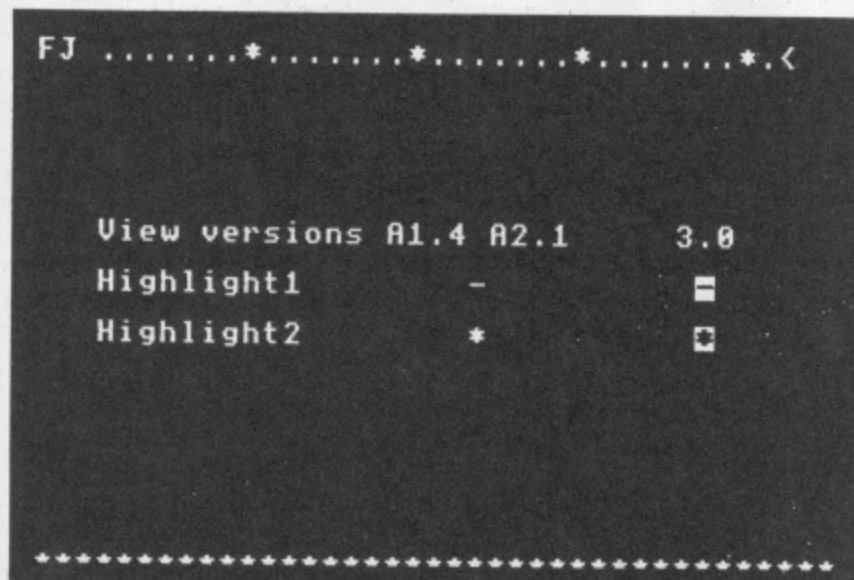 FJ .......*.......*.......*.......*.<
View versions A1.4 A2.1 3.0
Highlight1 - -
Highlight2 * *
***************************************